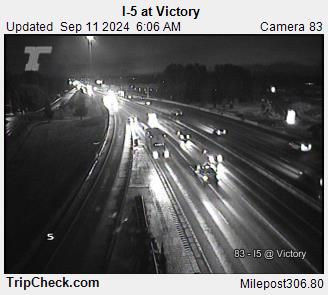 I-5 at Victory
Updated Sep 11 2024 6:06 AM Camera 83
T
S
83 - I5 @ Victory
TripCheck.com Milepost306.80